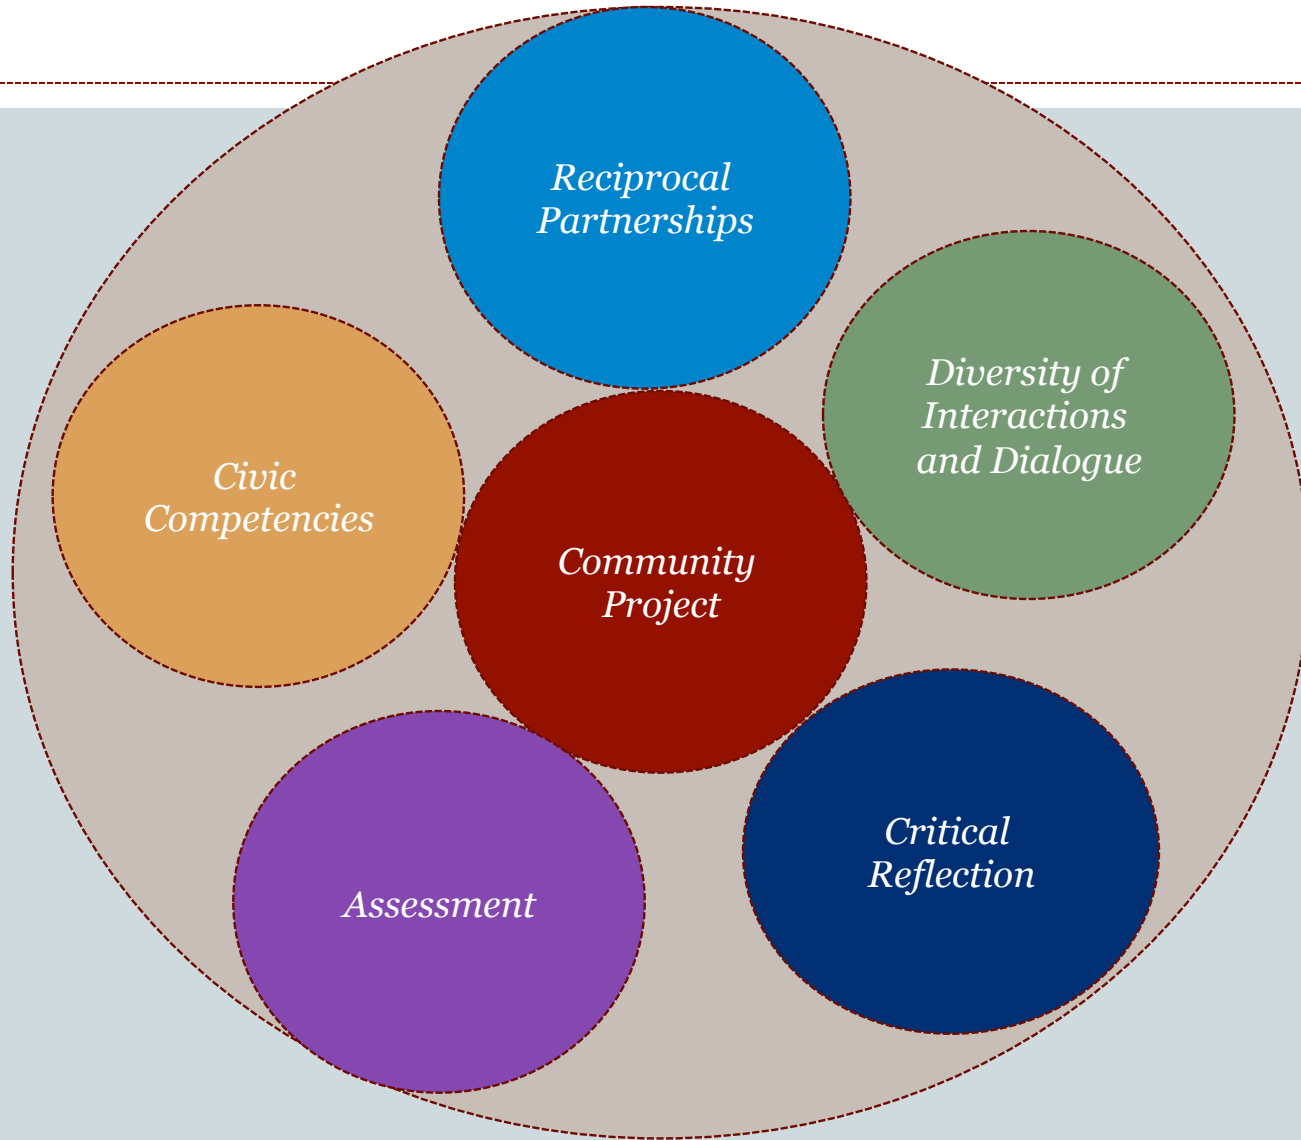 Reciprocal
Partnerships
Diversity of
Interactions
and Dialogue
Civic
Competencies
Community
Project
Critical
Reflection
Assessment